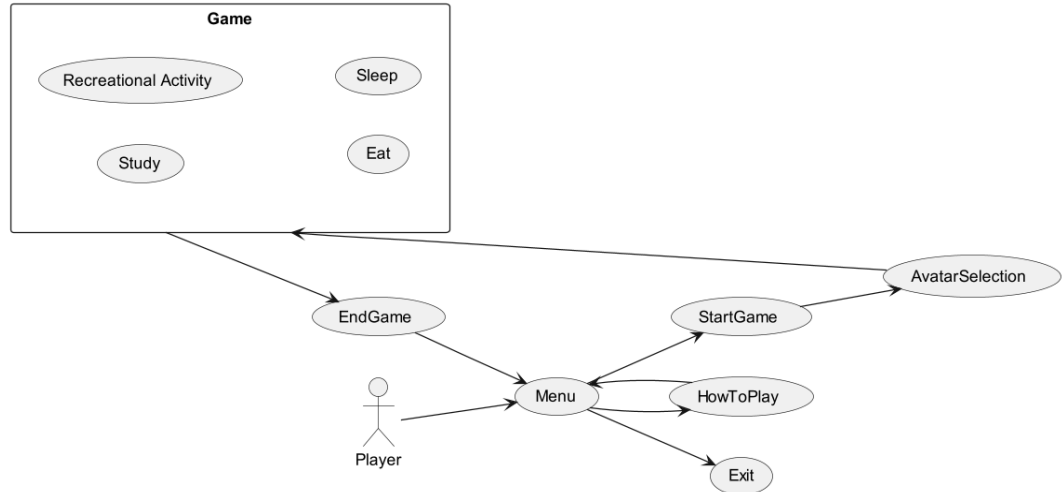 Game
Recreational Activity
Sleep
Study
Eat
AvatarSelection
EndGame
StartGame
Menu
HowToPlay
Player
Exit